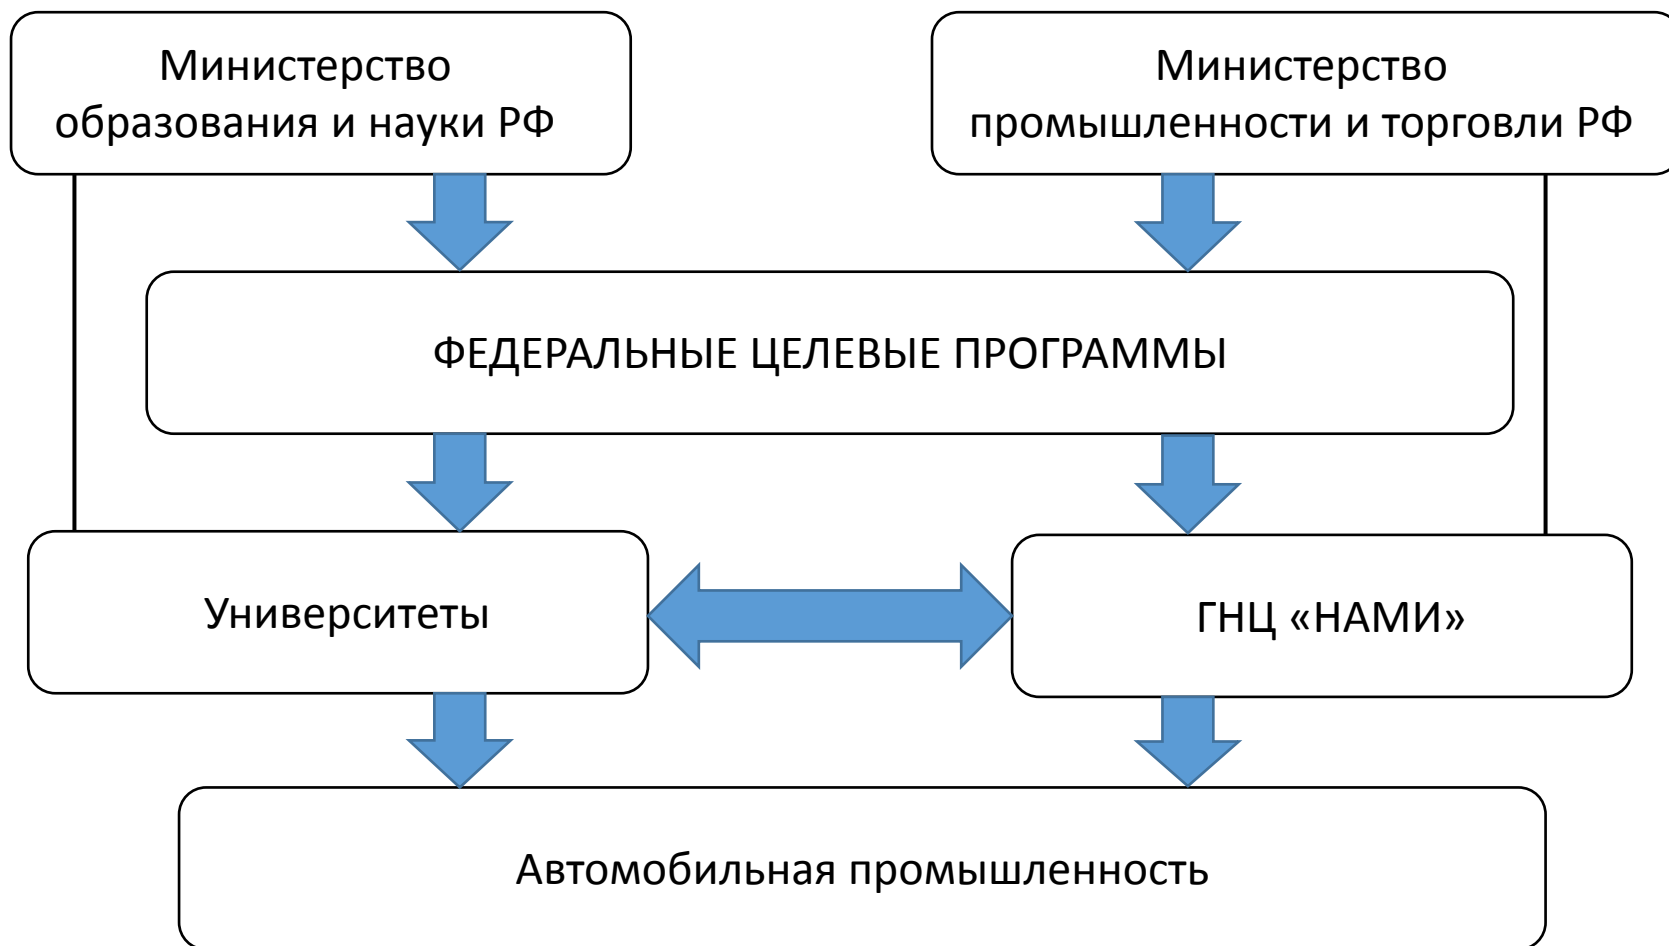 Министерство
образования и науки РФ
Министерство
промышленности и торговли РФ
ФЕДЕРАЛЬНЫЕ ЦЕЛЕВЫЕ ПРОГРАММЫ
Университеты
ГНЦ «НАМИ»
Автомобильная промышленность